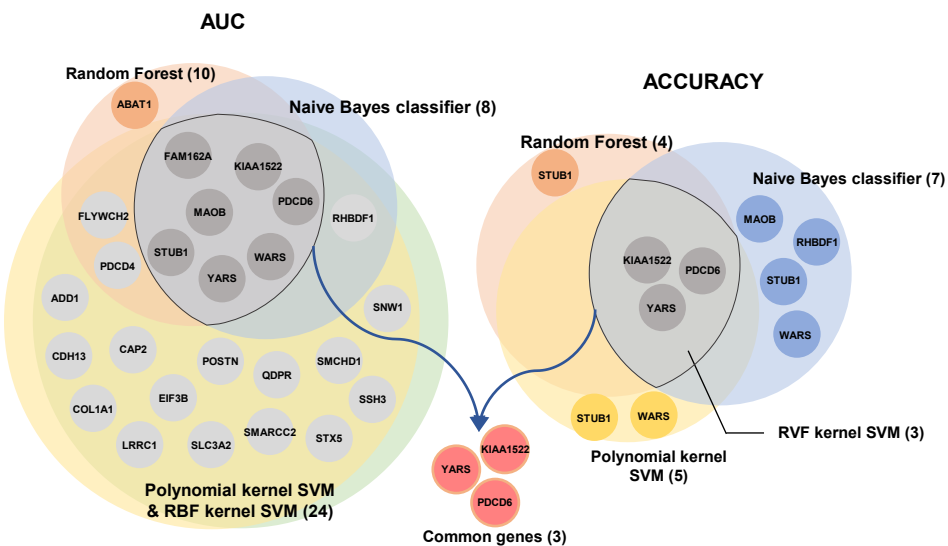 AUC
Random Forest (10)
ABAT1
Naive Bayes classifier (8)
FAM162A
KIAA1522
MAOB
PDCD6
STUB1
WARS
YARS
FLYWCH2
PDCD4
RHBDF1
ADD1
SNW1
CDH13
CAP2
POSTN
QDPR
SMCHD1
COL1A1
EIF3B
SSH3
LRRC1
SLC3A2
SMARCC2
STX5
Polynomial kernel SVM
& RBF kernel SVM (24)
ACCURACY
Random Forest (4)
STUB1
Naive Bayes classifier (7)
MAOB
RHBDF1
STUB1
WARS
KIAA1522
PDCD6
YARS
STUB1
WARS
RVF kernel SVM (3)
Polynomial kernel
SVM (5)
KIAA1522
YARS
PDCD6
Common genes (3)